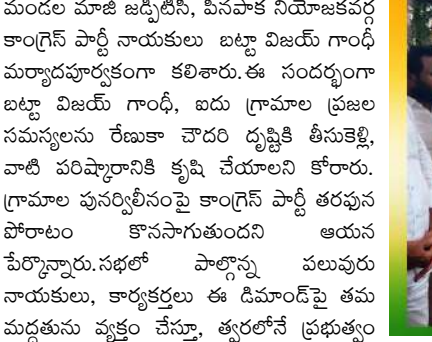 మండల మాజీ జడ్పీటీసీ, పినపాక నియోజకవర్గ
కాంగ్రెస్ పార్టీ నాయకులు బట్టా విజయ్ గాంధీ
మర్యాదపూర్వకంగా కలిశారు.ఈ సందర్భంగా
బట్టా విజయ్ గాంధీ, ఐదు గ్రామాల ప్రజల
సమస్యలను రేణుకా చౌదరి దృష్టికి తీసుకెళ్లి,
వాటి పరిష్కారానికి కృషి చేయాలని కోరారు.
గ్రామాల పునర్విలీనంపై కాంగ్రెస్ పార్టీ తరఫున
పోరాటం కొనసాగుతుందని ఆయన
పేర్కొన్నారు.సభలో పాల్గొన్న పలువురు
నాయకులు, కార్యకర్తలు ఈ డిమాండ్‌పై తమ
మద్దతును వ్యక్తం చేస్తూ, త్వరలోనే ప్రభుత్వం